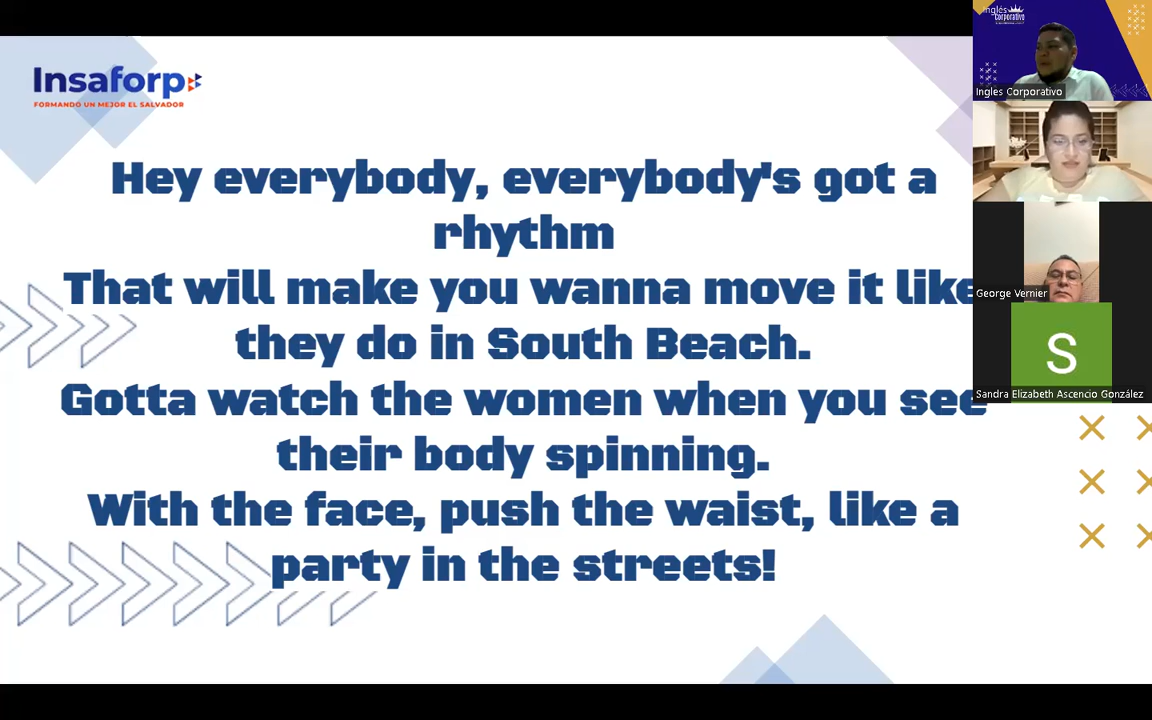 Insaforp
FORMANDO UN MEJOR EL SALVADOR
Hey everybody, everybody's got a
rhythm
That will make you wanna move it like
they do in South Beach.
Gotta watch the women when you see
their body spinning.
With the face, push the waist, like a
party in the streets!
Inglés
Corporativo
Ingles Corporativo
George Vernier
S
Sandra Elizabeth Ascencio González